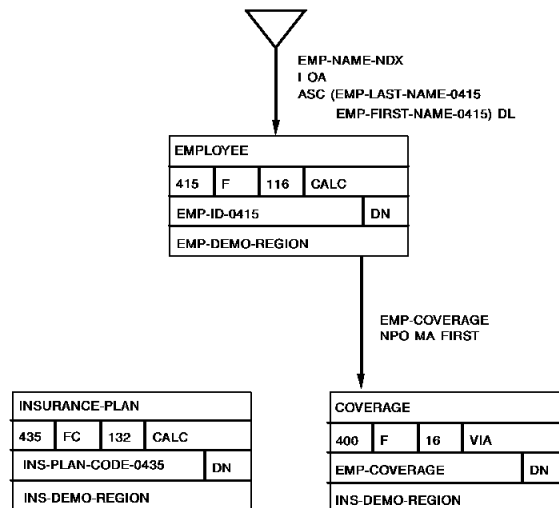 EMP-NAME-NDX
I OA
ASC (EMP-LAST-NAME-0415
EMP-FIRST-NAME-0415) DL
EMPLOYEE
415 F 116 CALC
EMP-ID-0415 DN
EMP-DEMO-REGION
EMP-COVERAGE
NPO MA FIRST
INSURANCE-PLAN
435 FC 132 CALC
INS-PLAN-CODE-0435 DN
INS-DEMO-REGION
COVERAGE
400 F 16 VIA
EMP-COVERAGE DN
INS-DEMO-REGION